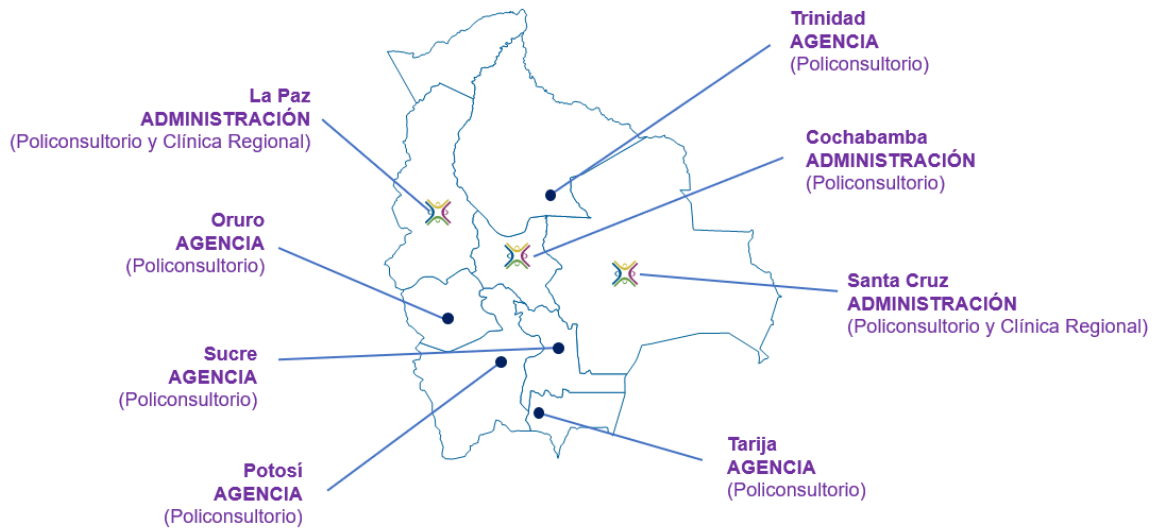 Trinidad
AGENCIA
(Policonsultorio)
La Paz
ADMINISTRACIÓN
(Policonsultorio y Clínica Regional)
Cochabamba
ADMINISTRACIÓN
(Policonsultorio)
Oruro
AGENCIA
(Policonsultorio)
Santa Cruz
ADMINISTRACIÓN
(Policonsultorio y Clínica Regional)
Sucre
AGENCIA
(Policonsultorio)
Tarija
AGENCIA
(Policonsultorio)
Potosí
AGENCIA
(Policonsultorio)